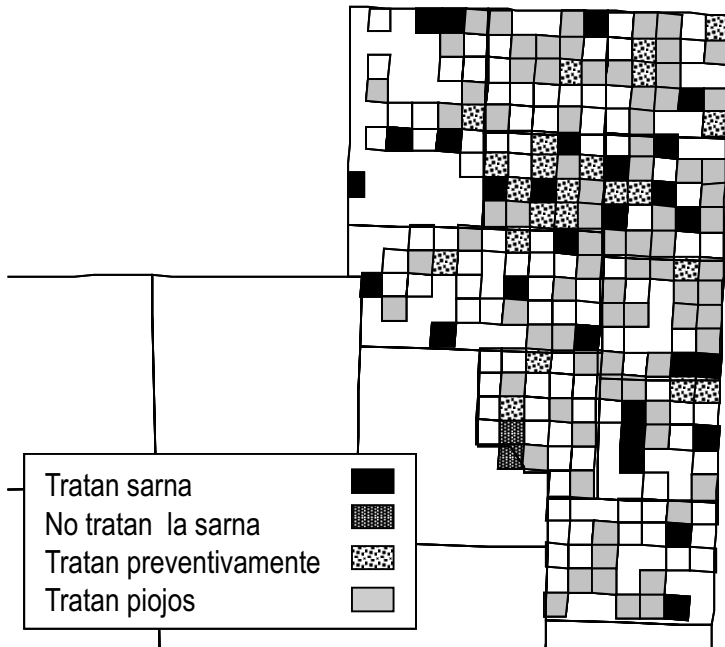 Tratan sarna
No tratan la sarna
Tratan preventivamente
Tratan piojos